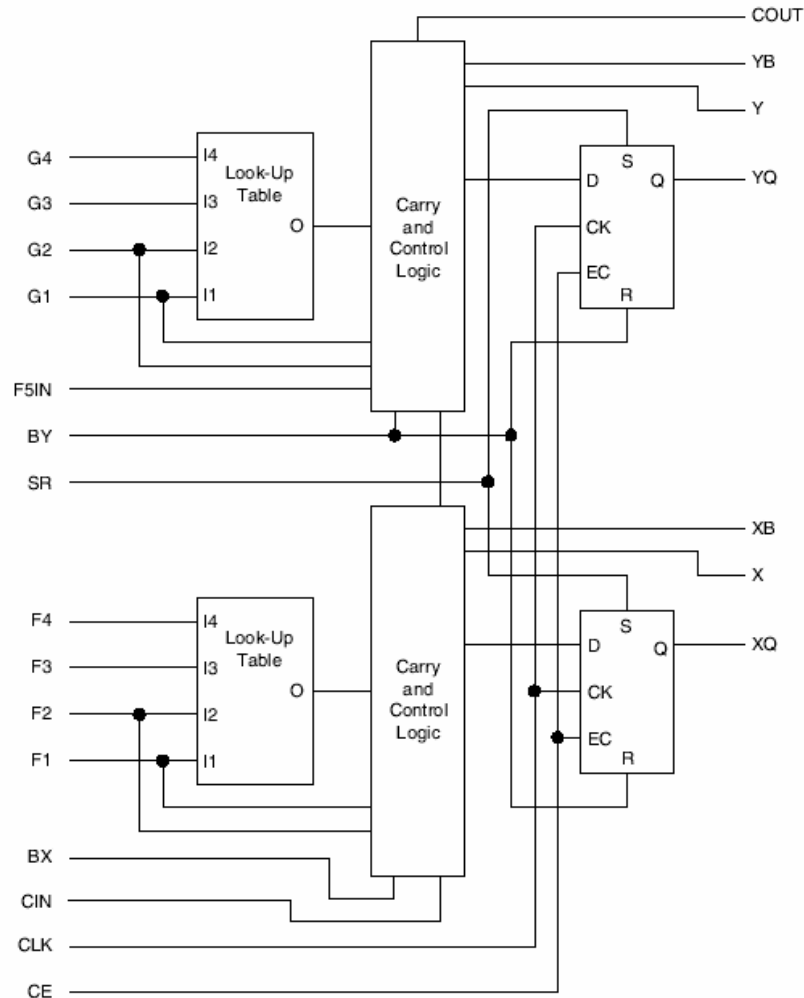 COUT
YB
Y
G4
I4
Look-Up
Table
S
G3
I3
D
Q
YQ
Carry
and
Control
Logic
G2
I2
O
CK
G1
I1
EC
R
F5IN
BY
SR
XB
X
F4
I4
Look-Up
Table
S
F3
I3
D
Q
XQ
Carry
and
Control
Logic
F2
I2
O
CK
F1
I1
EC
R
BX
CIN
CLK
CE